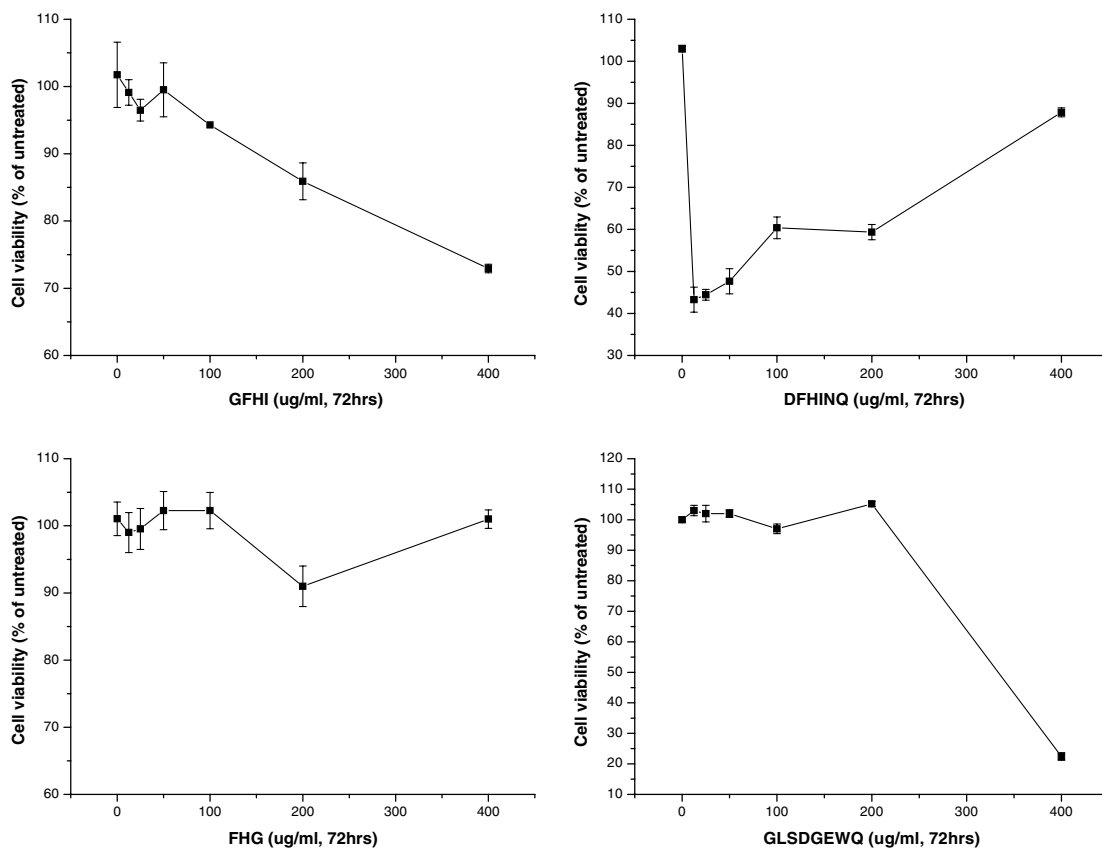 Cell viability (% of untreated)
110
100
90
80
70
60
0 100 200 300 400
GFHI (ug/ml, 72hrs)
Cell viablity (% of untreated)
110
100
90
80
70
60
50
40
30
0 100 200 300 400
DFHINQ (ug/ml, 72hrs)
Cell viability (% of untreated)
110
100
90
80
70
60
0 100 200 300 400
FHG (ug/ml, 72hrs)
Cell viability (% of untreated)
120
110
100
90
80
70
60
50
40
30
20
10
0 100 200 300 400
GLSDGEWQ (ug/ml, 72hrs)